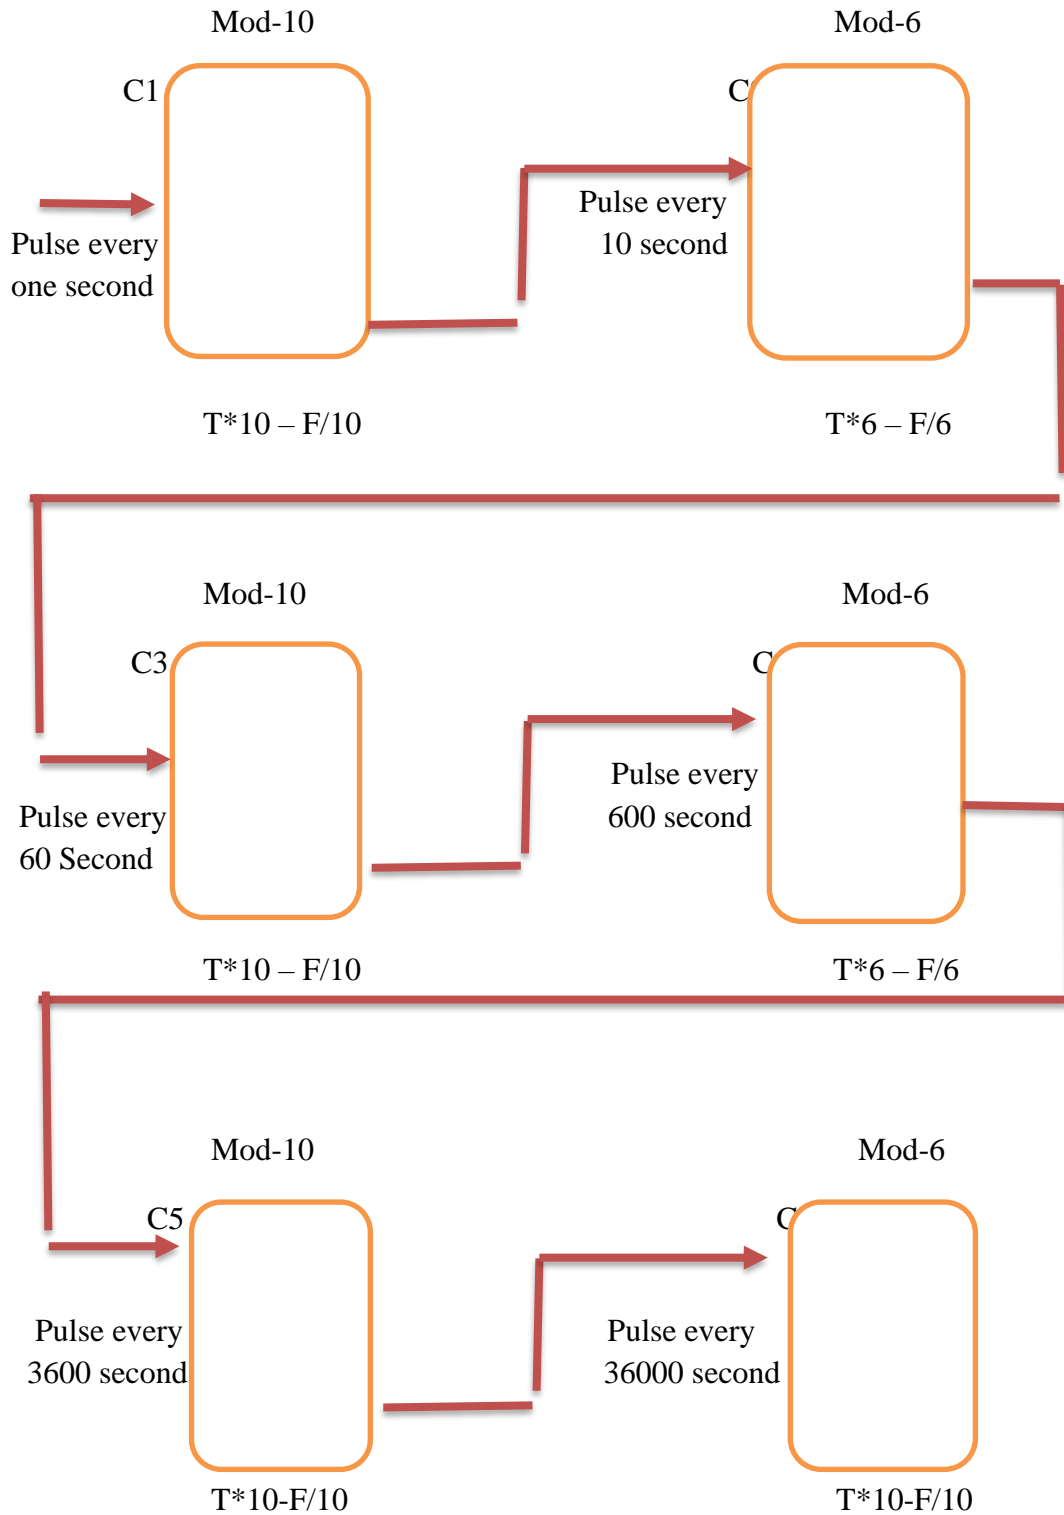 Mod-10
Mod-6
C1
C
Pulse every
one second
Pulse every
10 second
T*10 – F/10
T*6 – F/6
Mod-10
Mod-6
C3
C
Pulse every
60 Second
Pulse every
600 second
T*10 – F/10
T*6 – F/6
Mod-10
Mod-6
C5
C
Pulse every
3600 second
Pulse every
36000 second
T*10-F/10
T*10-F/10